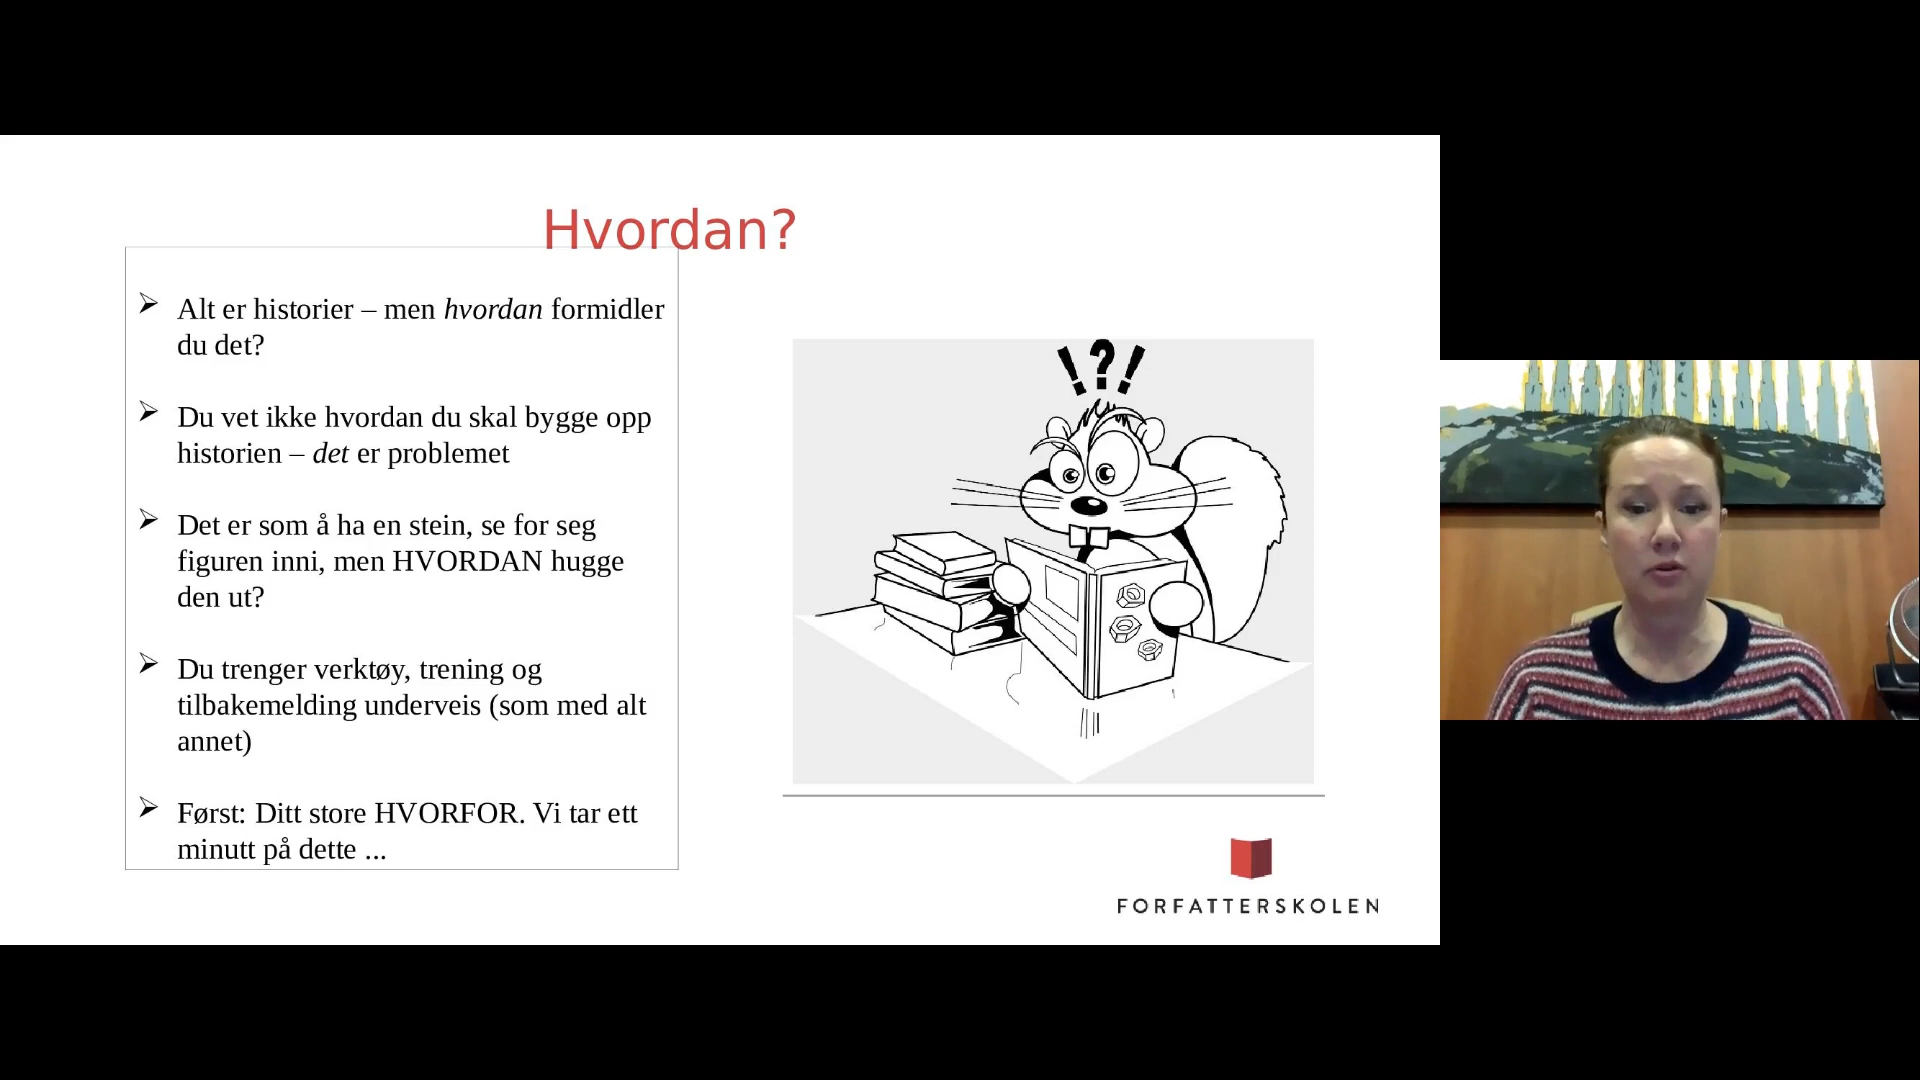 Hvordan?
Alt er historier – men hvordan formidler
du det?
Du vet ikke hvordan du skal bygge opp
historien – det er problemet
Det er som å ha en stein, se for seg
figuren inni, men HVORDAN hugge
den ut?
Du trenger verktøy, trening og
tilbakemelding underveis (som med alt
annet)
Først: Ditt store HVORFOR. Vi tar ett
minutt på dette ...
!?!
FORFATTERSKOLEN